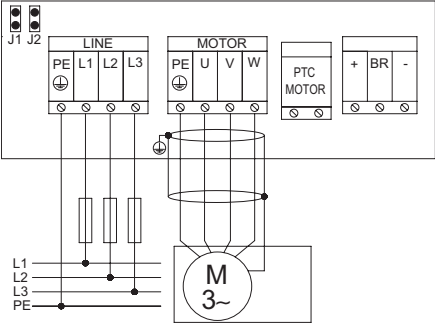 J1 J2
LINE
PE L1 L2 L3
MOTOR
PE U V W
PTC
MOTOR
+ BR -
L1
L2
L3
PE
M
3~